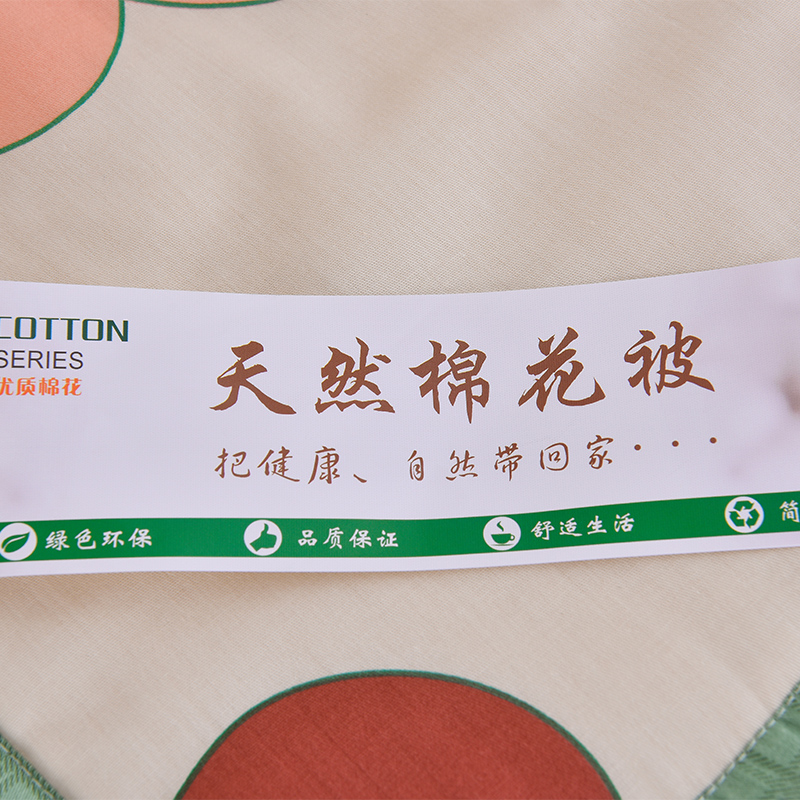 COTTON
SERIES
优质棉花
天然棉花被
把健康、自然带回家···
绿色环保 品质保证 舒适生活 简